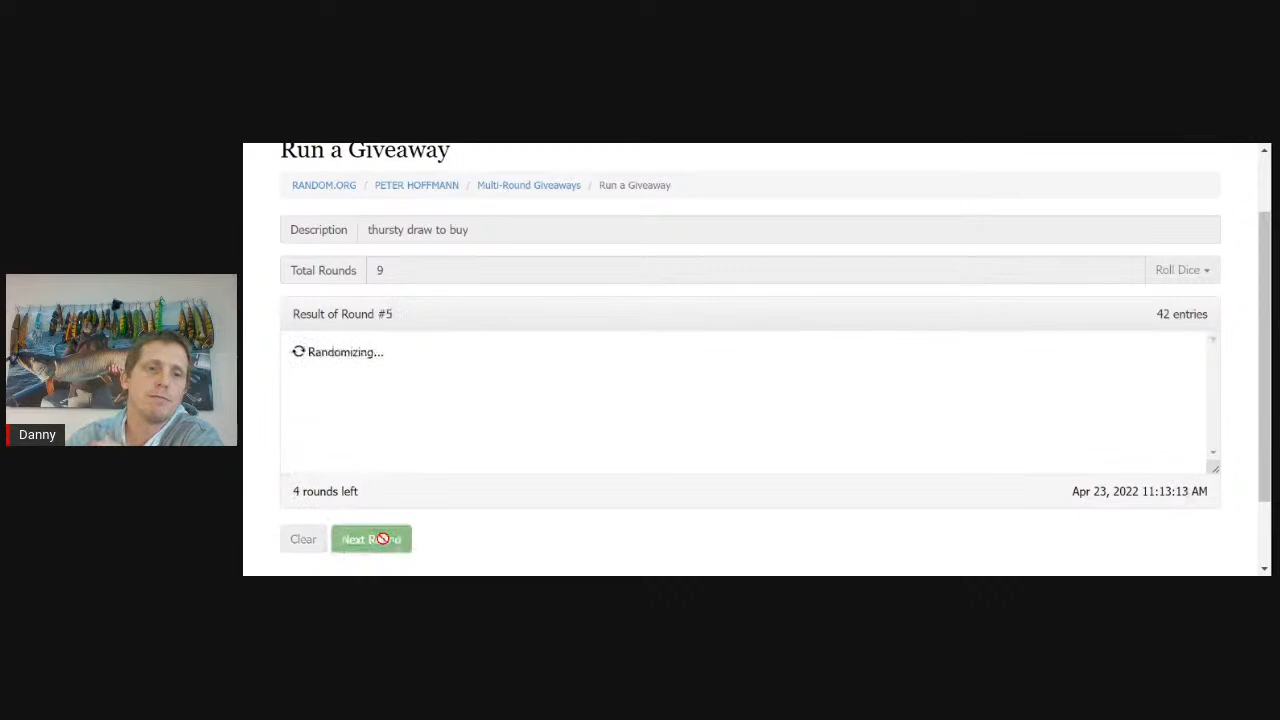 Run a Giveaway
RANDOM.ORG / PETER HOFFMANN / Multi-Round Giveaways / Run a Giveaway
Description thursty draw to buy
Total Rounds 9 Roll Dice
Result of Round #5 42 entries
Randomizing...
Danny
4 rounds left Apr 23, 2022 11:13:13 AM
Clear Next Round